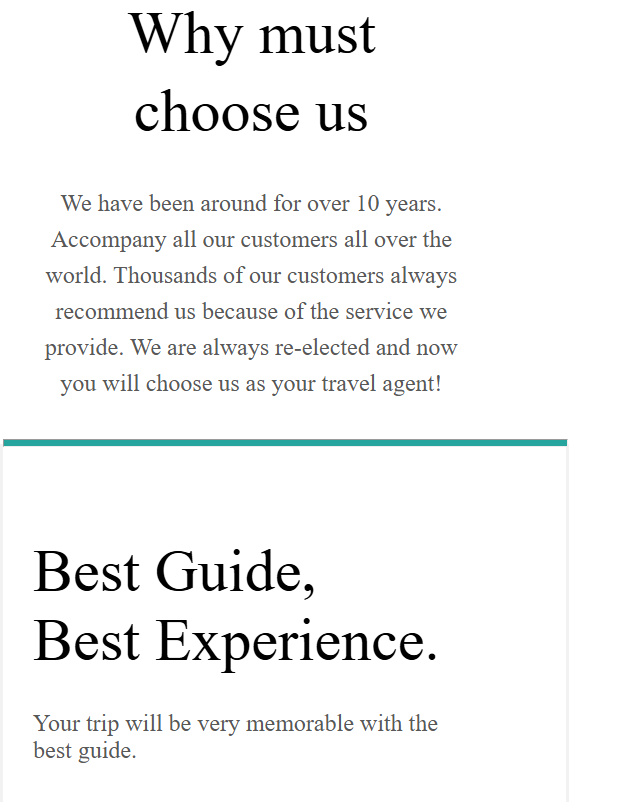 Why must
choose us
We have been around for over 10 years.
Accompany all our customers all over the
world. Thousands of our customers always
recommend us because of the service we
provide. We are always re-elected and now
you will choose us as your travel agent!
Best Guide,
Best Experience.
Your trip will be very memorable with the
best guide.